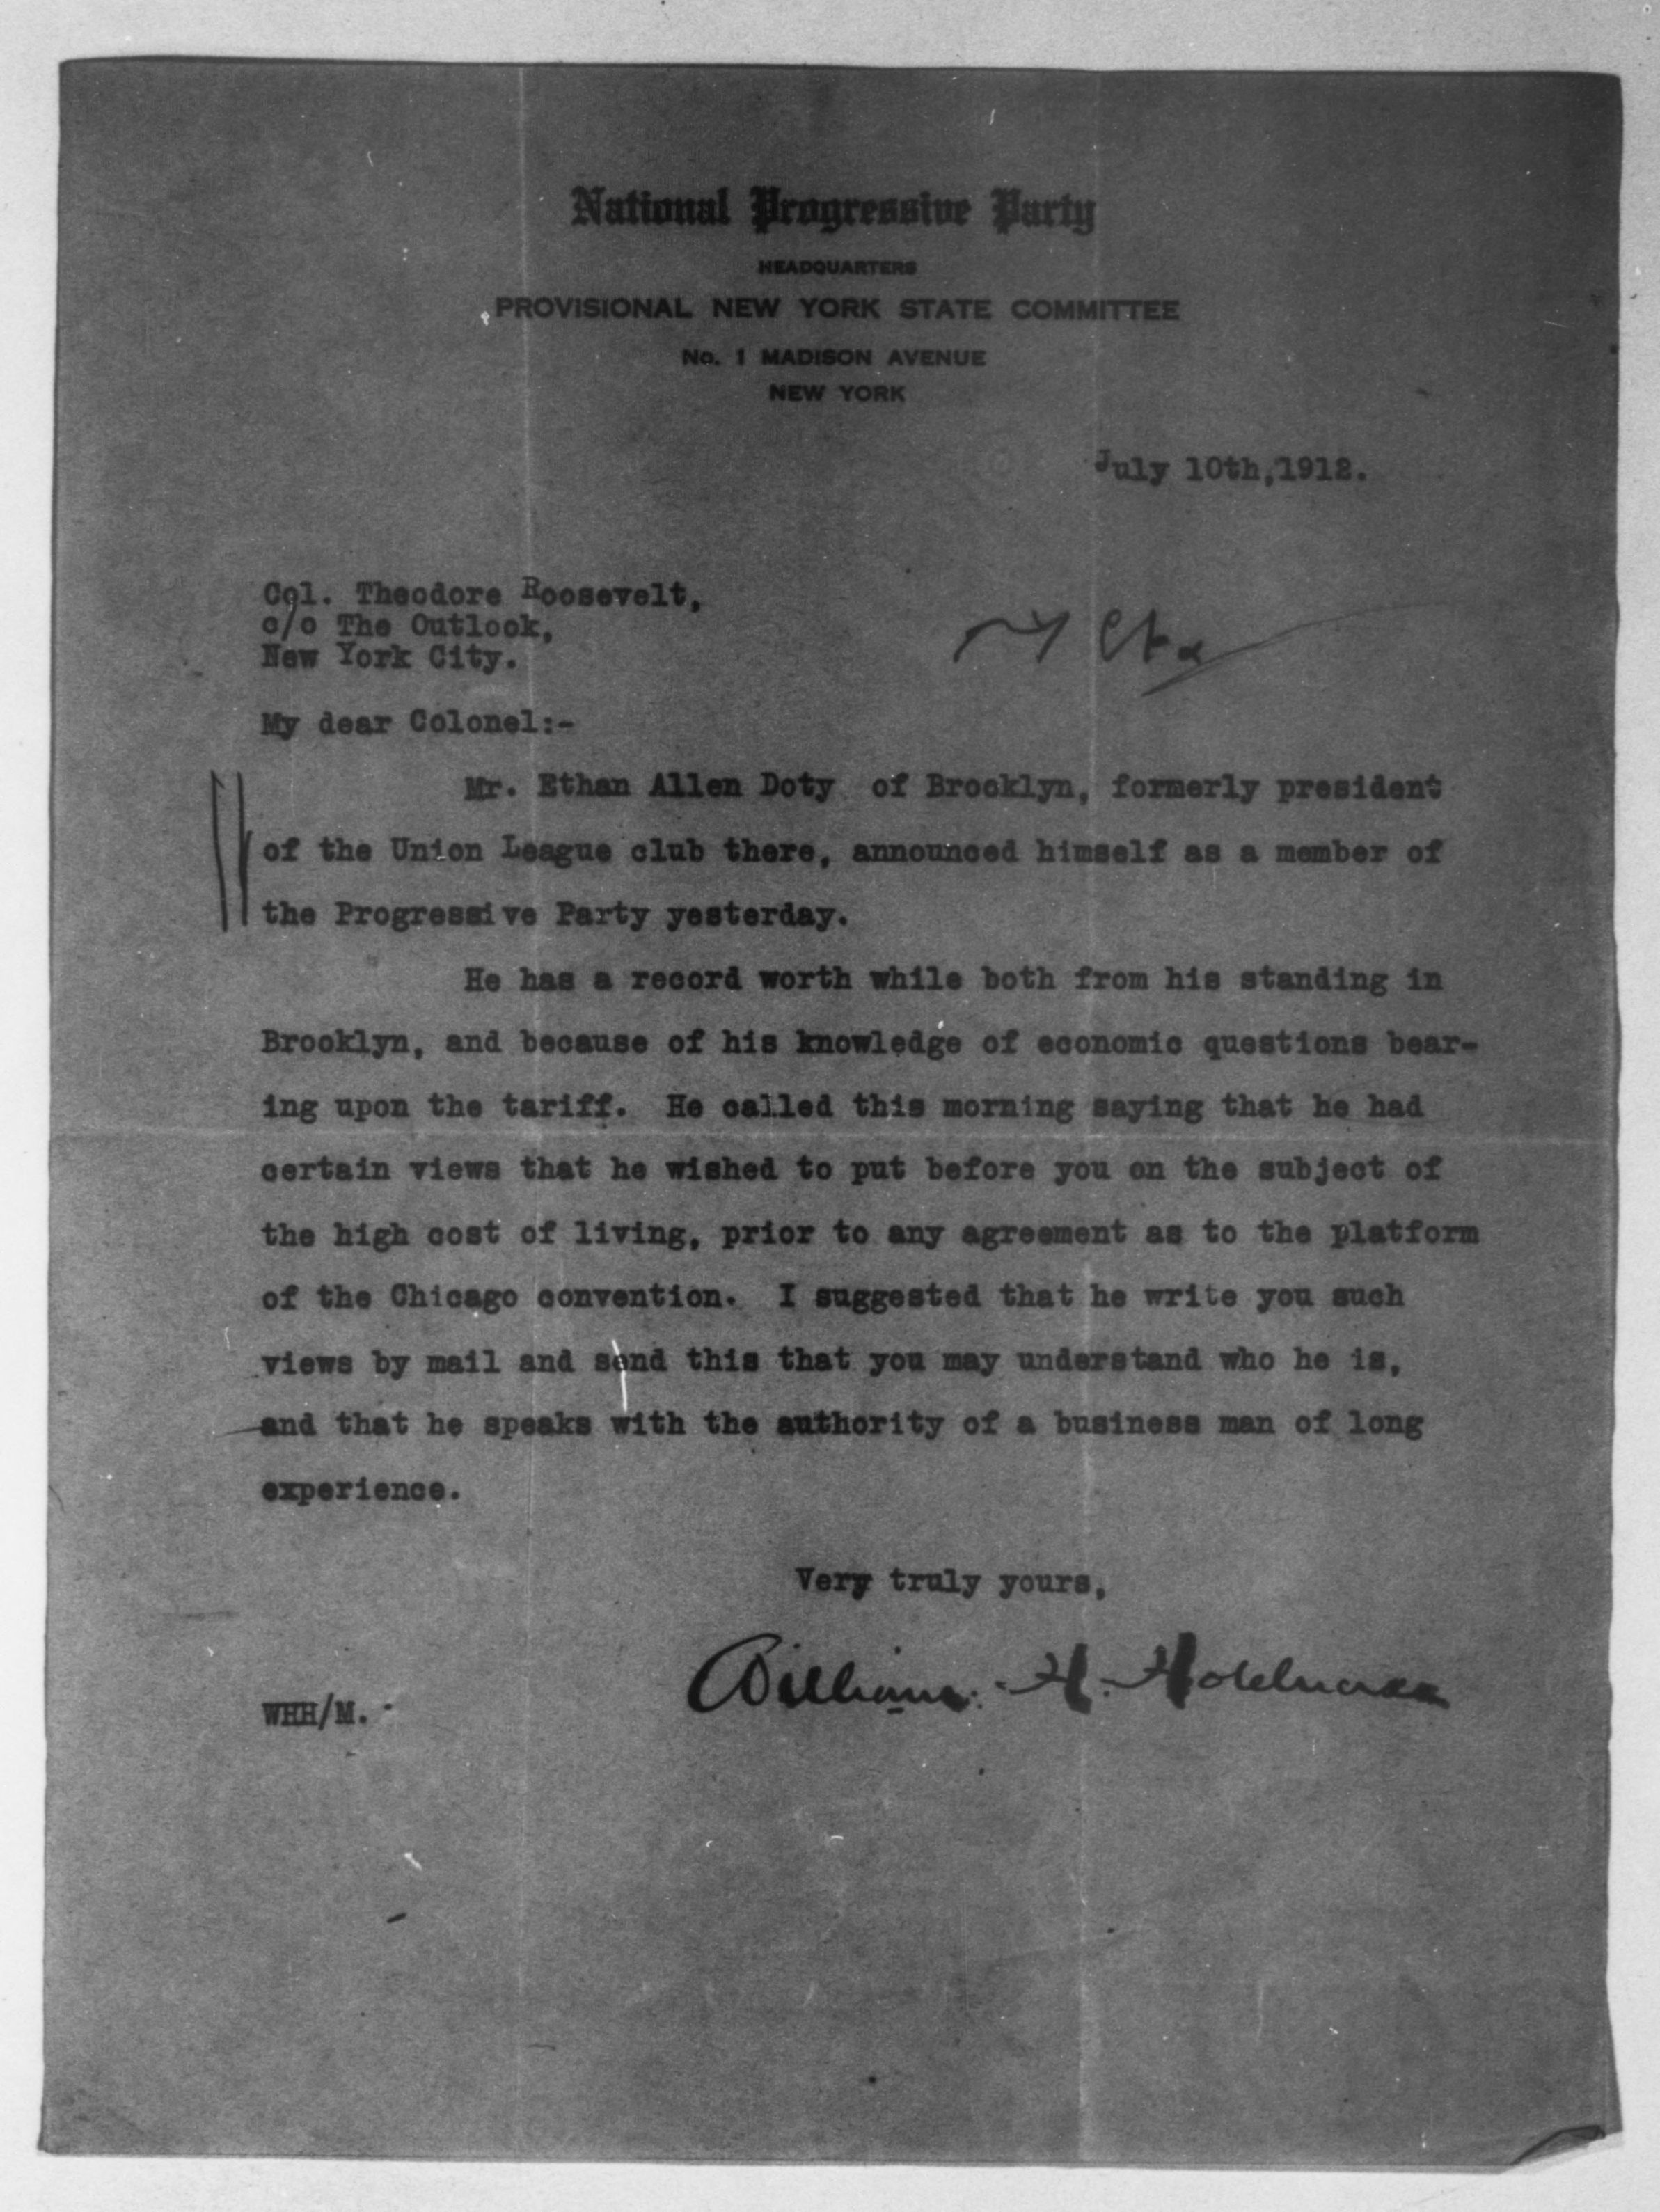 National Progressive Party
HEADQUARTERS
PROVISIONAL NEW YORK STATE COMMITTEE
No. 1 MADISON AVENUE
NEW YORK
July 10th,1912.
Col. Theodore Roosevelt,
c/o The Outlook,
New York City.
My dear Colonel:-
Mr. Ethan Allen Doty of Brooklyn, formerly president
of the Union League club there, announced himself as a member of
the Progressive Party yesterday.
He has a record worth while both from his standing in
Brooklyn, and because of his knowledge of economic questions bear-
ing upon the tariff. He called this morning saying that he had
certain views that he wished to put before you on the subject of
the high cost of living, prior to any agreement as to the platform
of the Chicago convention. I suggested that he write you such
views by mail and send this that you may understand who he is,
and that he speaks with the authority of a business man of long
experience.
Very truly yours,
William H. Hotchkiss
WHH/M.